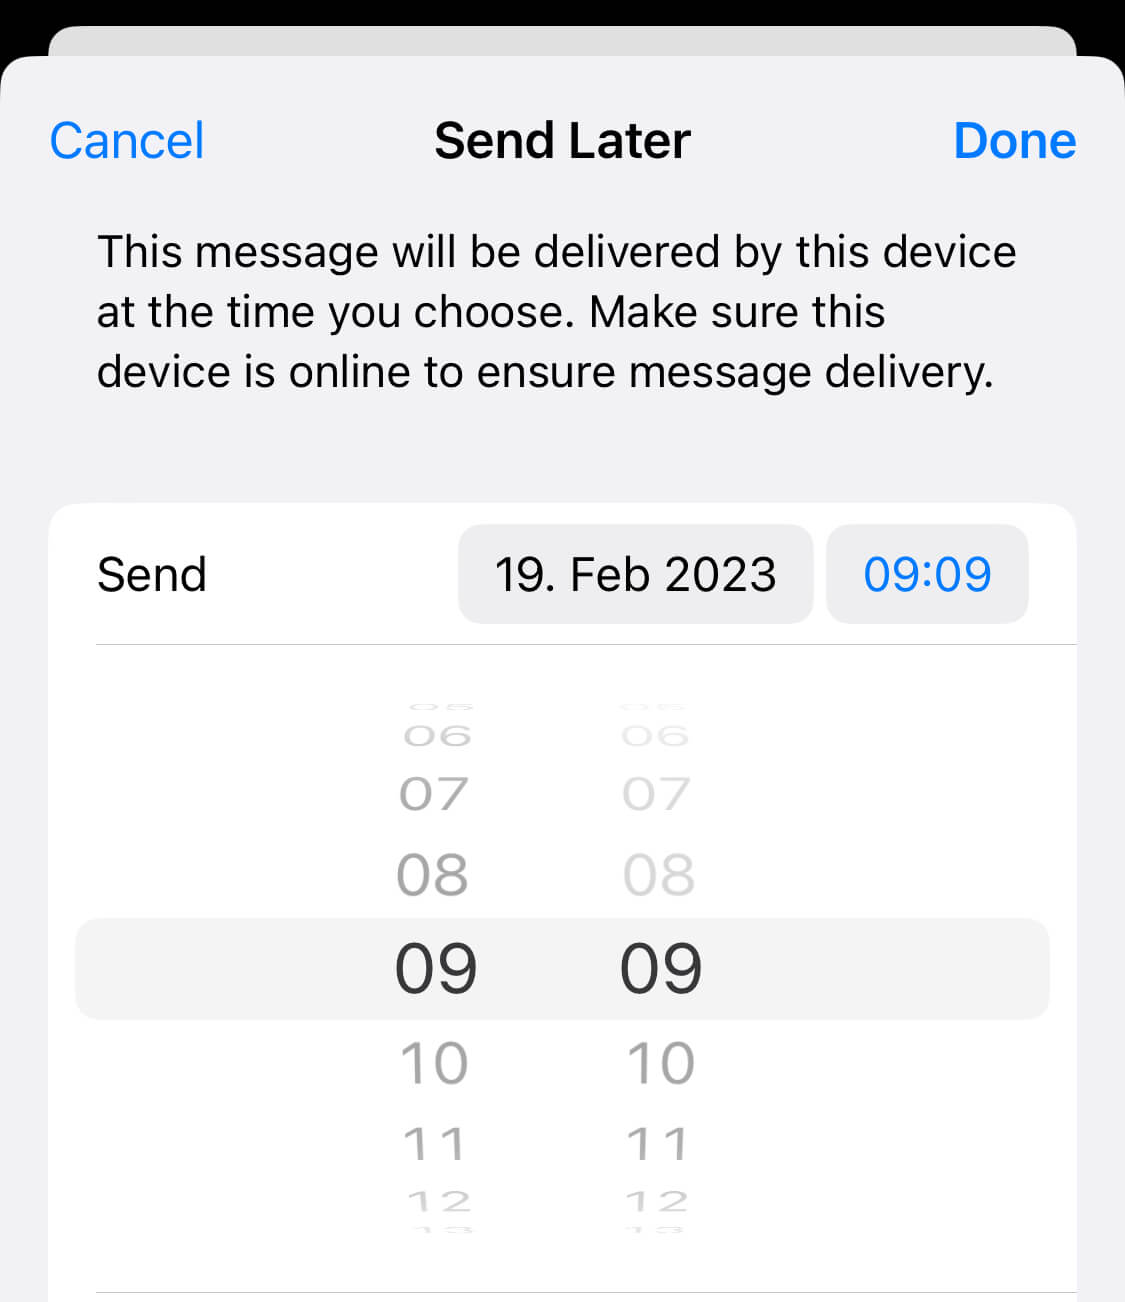 Cancel Send Later Done
This message will be delivered by this device
at the time you choose. Make sure this
device is online to ensure message delivery.
Send 19. Feb 2023 09:09
05 05
06 06
07 07
08 08
09 09
10 10
11 11
12 12
13 13